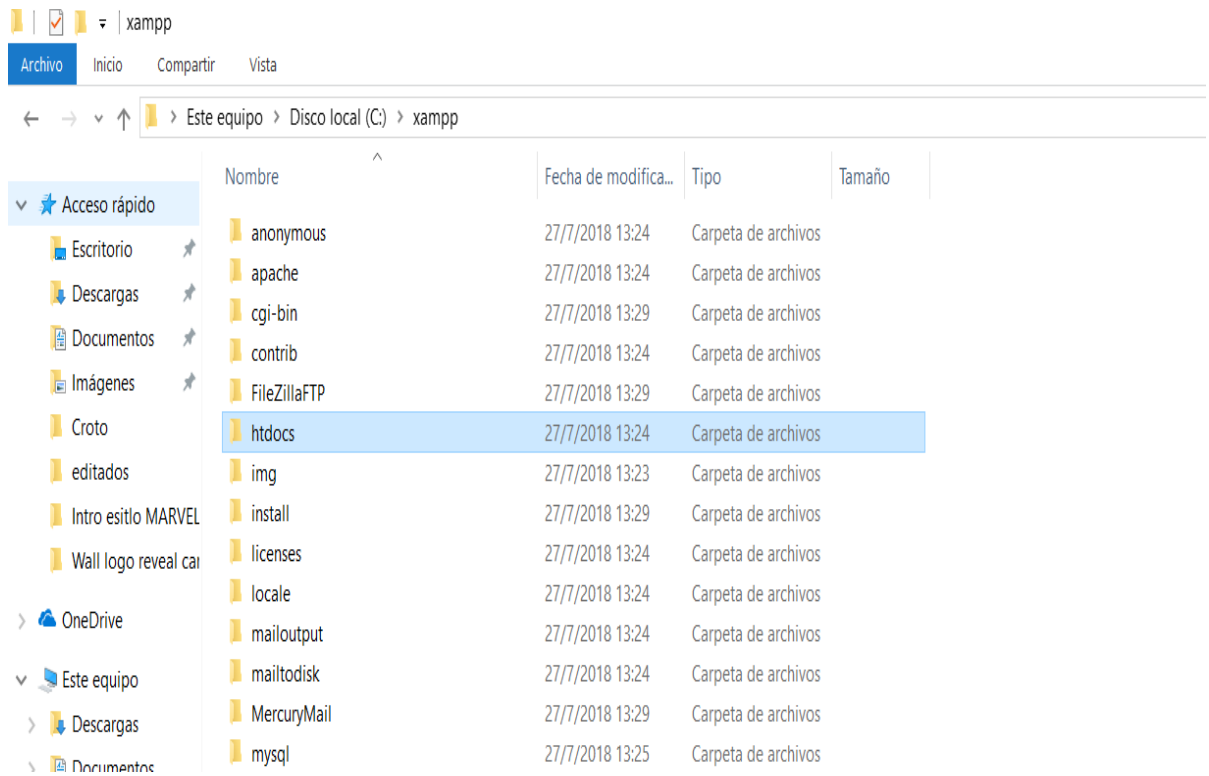 xampp
Archivo Inicio Compartir Vista
Este equipo > Disco local (C:) > xampp
Nombre Fecha de modifica... Tipo Tamaño
Acceso rápido
Escritorio
Descargas
Documentos
Imágenes
Croto
editados
Intro esitlo MARVEL
Wall logo reveal car
OneDrive
Este equipo
Descargas
Documentos
anonymous 27/7/2018 13:24 Carpeta de archivos
apache 27/7/2018 13:24 Carpeta de archivos
cgi-bin 27/7/2018 13:29 Carpeta de archivos
contrib 27/7/2018 13:24 Carpeta de archivos
FileZillaFTP 27/7/2018 13:29 Carpeta de archivos
htdocs 27/7/2018 13:24 Carpeta de archivos
img 27/7/2018 13:23 Carpeta de archivos
install 27/7/2018 13:29 Carpeta de archivos
licenses 27/7/2018 13:24 Carpeta de archivos
locale 27/7/2018 13:24 Carpeta de archivos
mailoutput 27/7/2018 13:24 Carpeta de archivos
mailtodisk 27/7/2018 13:24 Carpeta de archivos
MercuryMail 27/7/2018 13:29 Carpeta de archivos
mysql 27/7/2018 13:25 Carpeta de archivos